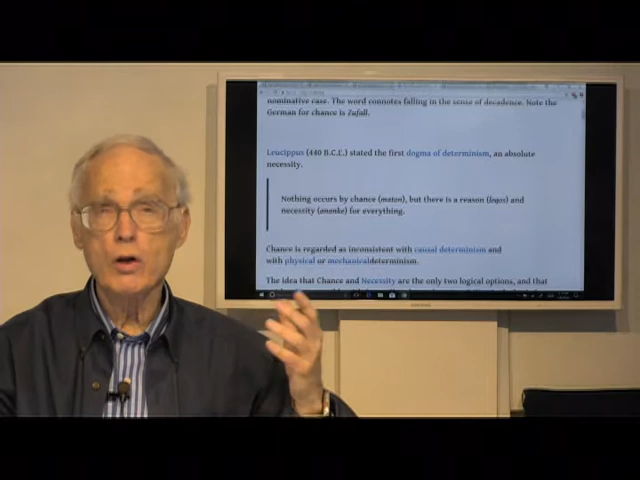 nominative case. The word connotes falling in the sense of decadence. Note the
German for chance is Zufall.
Leucippus (440 B.C.E.) stated the first dogma of determinism, an absolute
necessity.
Nothing occurs by chance (maton), but there is a reason (logos) and
necessity (ananke) for everything.
Chance is regarded as inconsistent with causal determinism and
with physical or mechanicaldeterminism.
The idea that Chance and Necessity are the only two logical options, and that